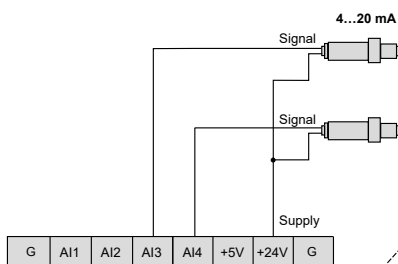 4...20 mA
Signal
Signal
Supply
G AI1 AI2 AI3 AI4 +5V +24V G